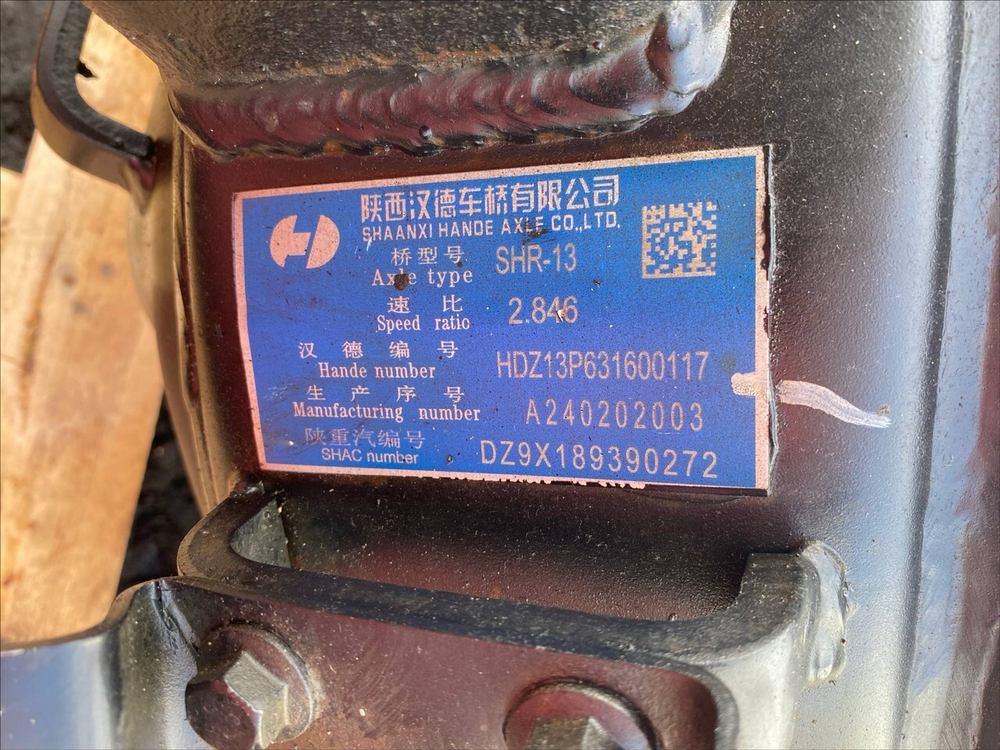 陕西汉德车桥有限公司
SHAANXI HANDE AXLE CO.,LTD.
桥型号 SHR-13
Axle type
速比 2.846
Speed ratio
汉德编号 HDZ13P631600117
Hande number
生产序号 A240202003
Manufacturing number
陕重汽编号 DZ9X189390272
SHAC number